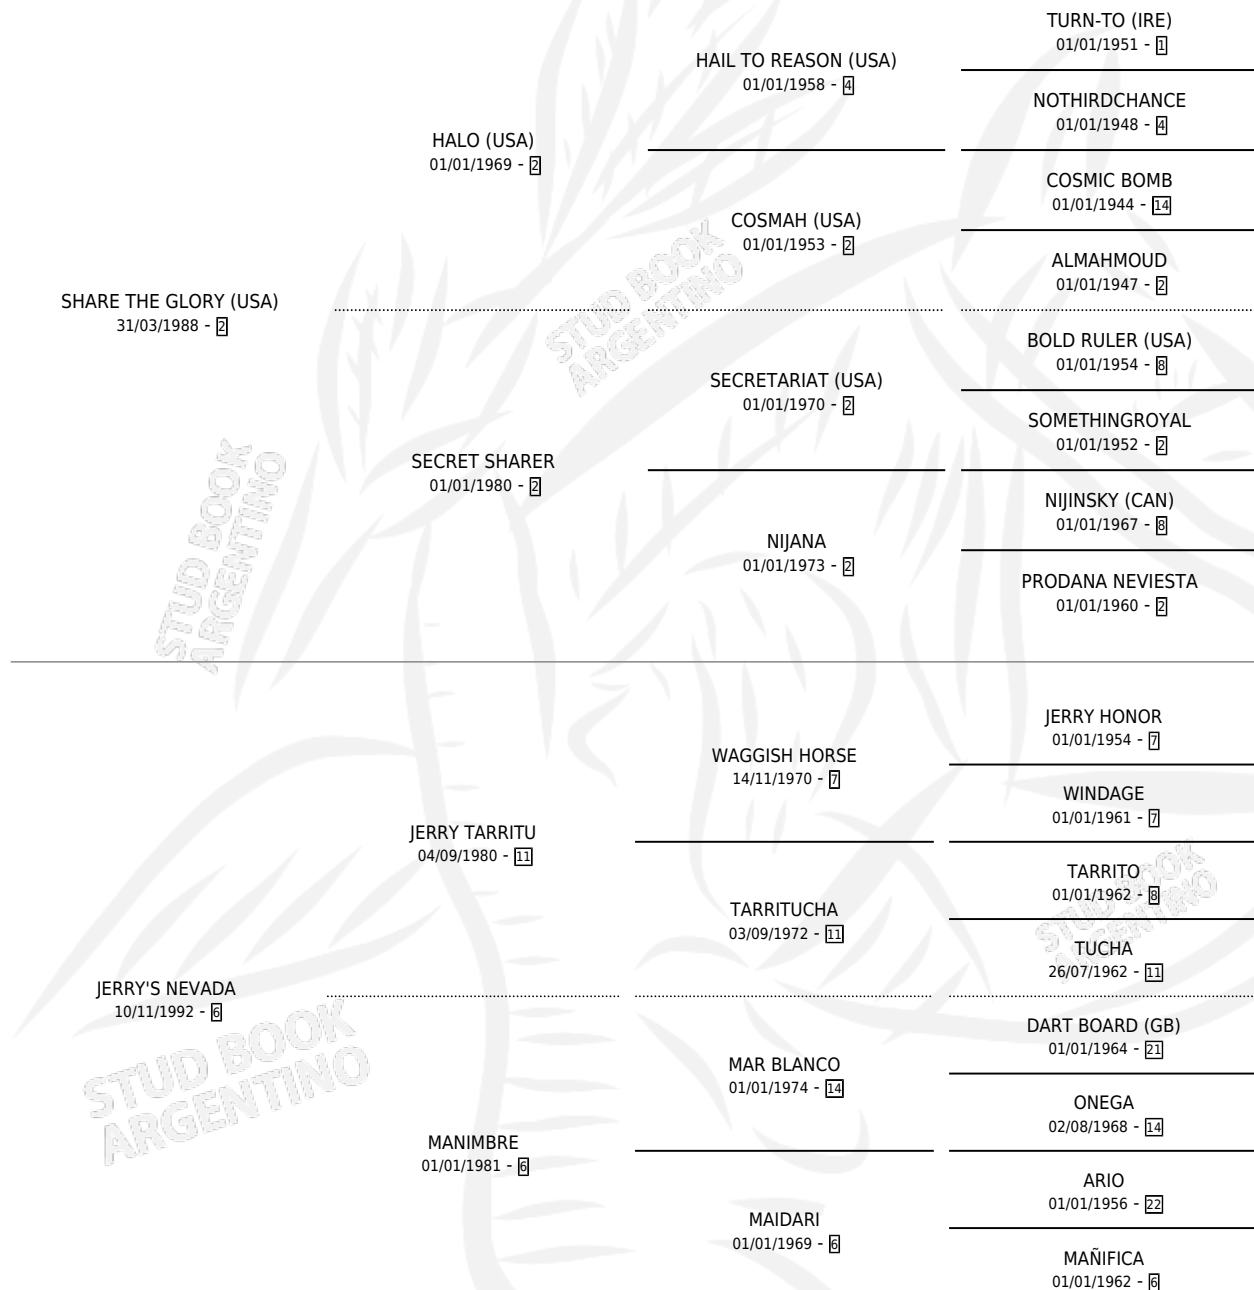 TURN-TO (IRE)
01/01/1951 - 1
HAIL TO REASON (USA)
01/01/1958 - 4
NOTHIRDCHANCE
01/01/1948 - 4
HALO (USA)
01/01/1969 - 2
COSMIC BOMB
01/01/1944 - 14
COSMAH (USA)
01/01/1953 - 2
ALMAHMOUD
01/01/1947 - 2
SHARE THE GLORY (USA)
31/03/1988 - 2
STUD BOOK
ARGENTINO
BOLD RULER (USA)
01/01/1954 - 8
SECRETARIAT (USA)
01/01/1970 - 2
SOMETHINGROYAL
01/01/1952 - 2
SECRET SHARER
01/01/1980 - 2
NIJINSKY (CAN)
01/01/1967 - 8
NIJANA
01/01/1973 - 2
PRODANA NEVIESTA
01/01/1960 - 2
STUD BOOK
ARGENTINO
JERRY HONOR
01/01/1954 - 7
WAGGISH HORSE
14/11/1970 - 7
WINDAGE
01/01/1961 - 7
JERRY TARRITU
04/09/1980 - 11
TARRITO
01/01/1962 - 8
TARRITUCHA
03/09/1972 - 11
STUD BOOK
ARGENTINO
TUCHA
26/07/1962 - 11
JERRY'S NEVADA
10/11/1992 - 6
STUD BOOK
ARGENTINO
DART BOARD (GB)
01/01/1964 - 21
MAR BLANCO
01/01/1974 - 14
ONEGA
02/08/1968 - 14
MANIMBRE
01/01/1981 - 6
ARIO
01/01/1956 - 22
MAIDARI
01/01/1969 - 6
MAÑIFICA
01/01/1962 - 6